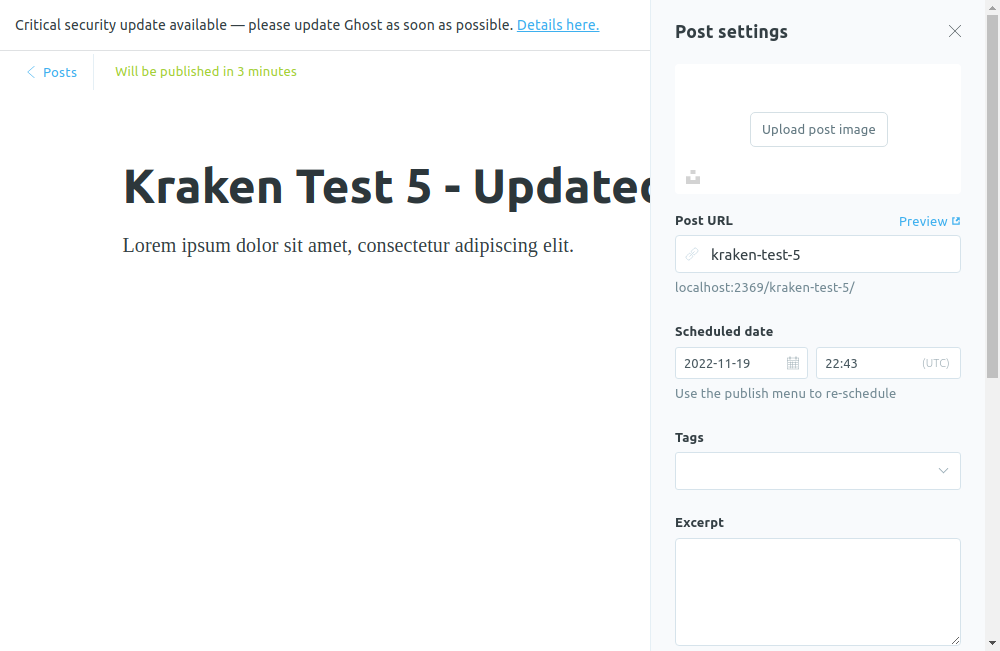 Critical security update available — please update Ghost as soon as possible. Details here.
Posts
Will be published in 3 minutes
Kraken Test 5 - Updated
Lorem ipsum dolor sit amet, consectetur adipiscing elit.
Post settings
Upload post image
Post URL
Preview
kraken-test-5
localhost:2369/kraken-test-5/
Scheduled date
2022-11-19
22:43
(UTC)
Use the publish menu to re-schedule
Tags
Excerpt